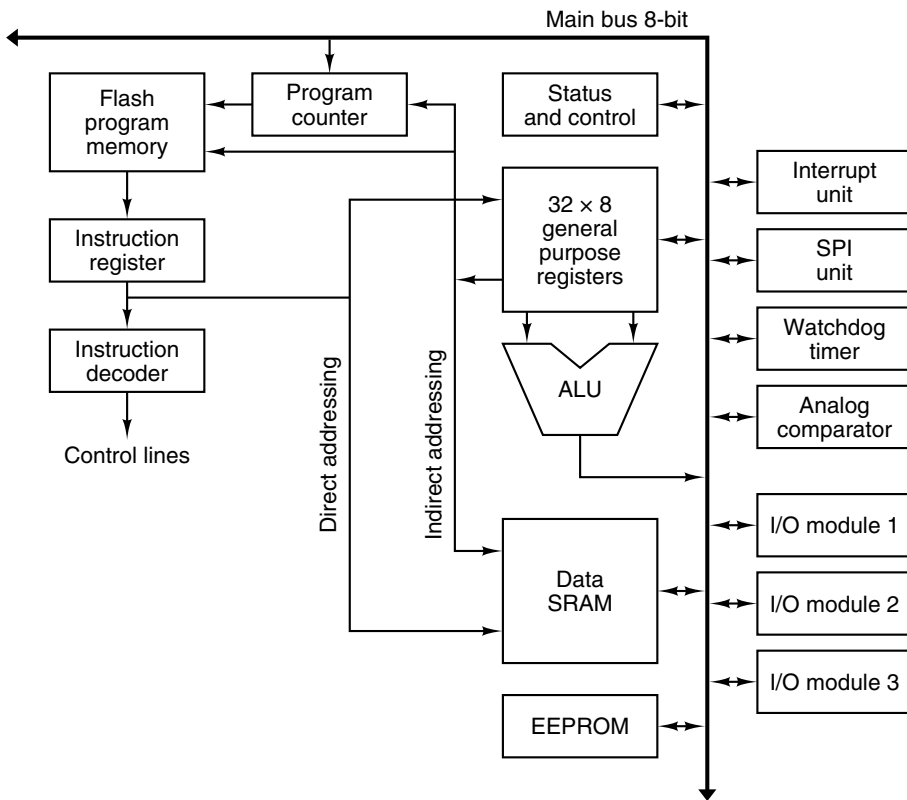 Main bus 8-bit
Flash
program
memory
Program
counter
Status
and control
Interrupt
unit
32 × 8
general
purpose
registers
Instruction
register
SPI
unit
Instruction
decoder
Watchdog
timer
ALU
Analog
comparator
Control lines
Direct addressing
Indirect addressing
I/O module 1
Data
SRAM
I/O module 2
I/O module 3
EEPROM